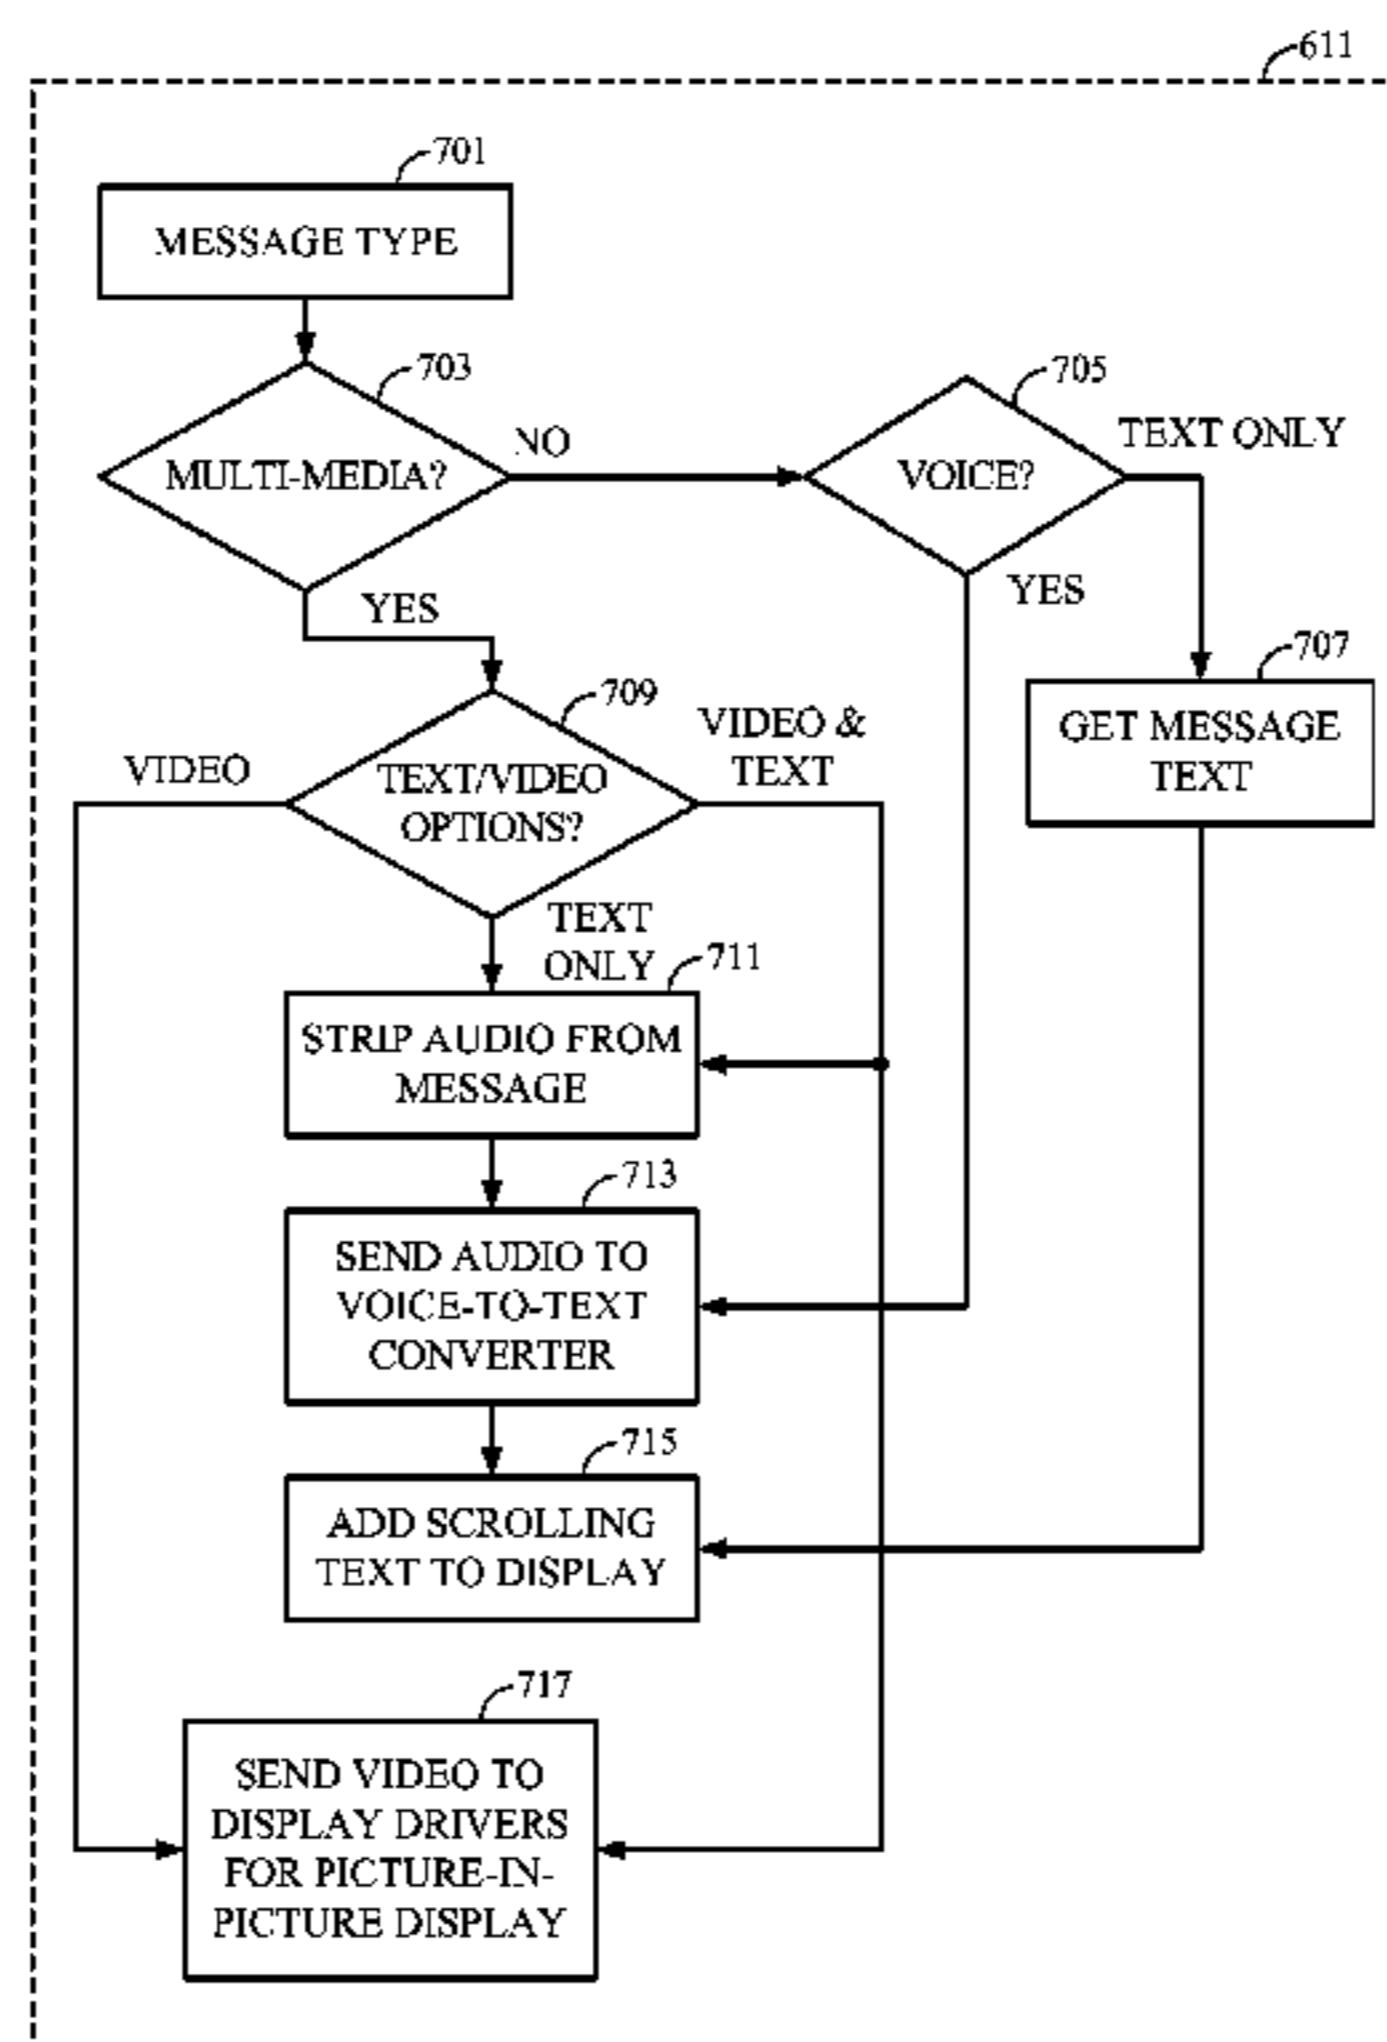 611
701
MESSAGE TYPE
703
MULTI-MEDIA?
NO
705
VOICE?
TEXT ONLY
YES
YES
707
GET MESSAGE
TEXT
709
TEXT/VIDEO
OPTIONS?
VIDEO
VIDEO &
TEXT
TEXT
ONLY
711
STRIP AUDIO FROM
MESSAGE
713
SEND AUDIO TO
VOICE-TO-TEXT
CONVERTER
715
ADD SCROLLING
TEXT TO DISPLAY
717
SEND VIDEO TO
DISPLAY DRIVERS
FOR PICTURE-IN-
PICTURE DISPLAY